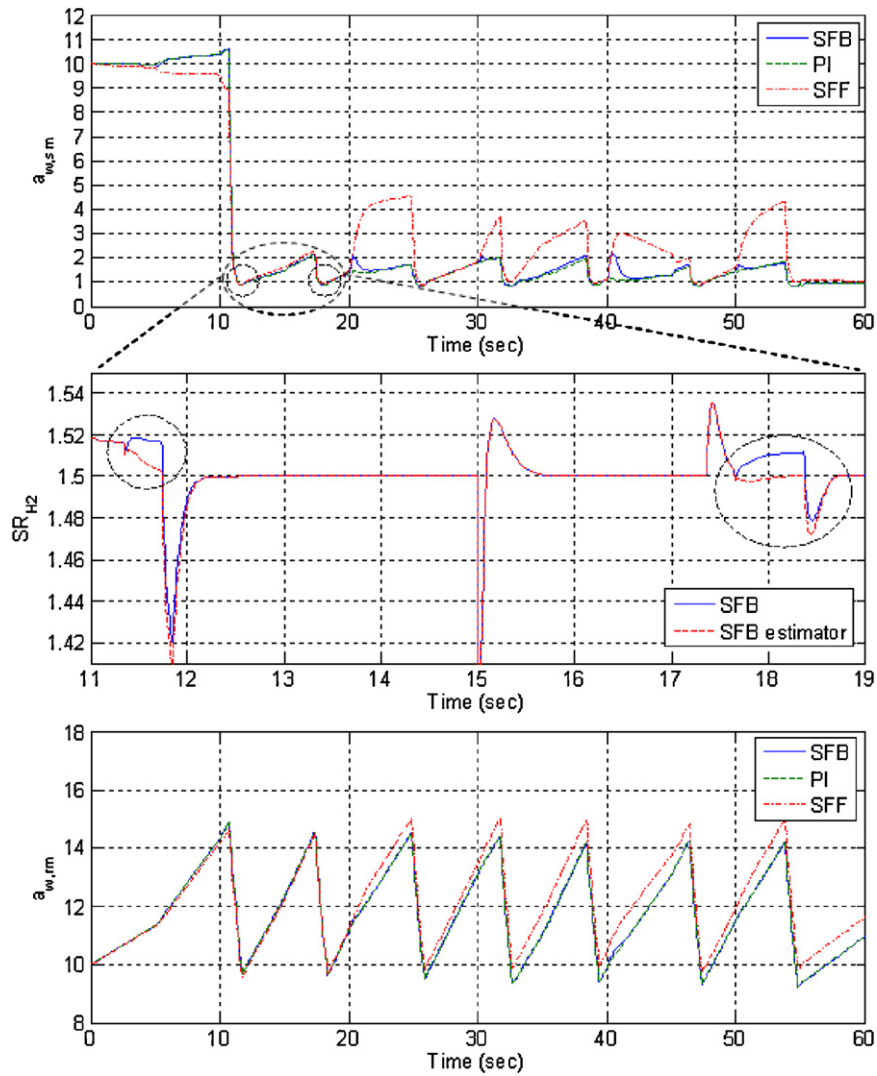 12
11
10
9
8
7
6
5
4
3
2
1
0
a_w,sm
SFB
PI
SFF
0 10 20 30 40 50 60
Time (sec)
1.54
1.52
1.5
1.48
1.46
1.44
1.42
SR_H2
SFB
SFB estimator
11 12 13 14 15 16 17 18 19
Time (sec)
18
16
14
12
10
8
a_w,rm
SFB
PI
SFF
0 10 20 30 40 50 60
Time (sec)